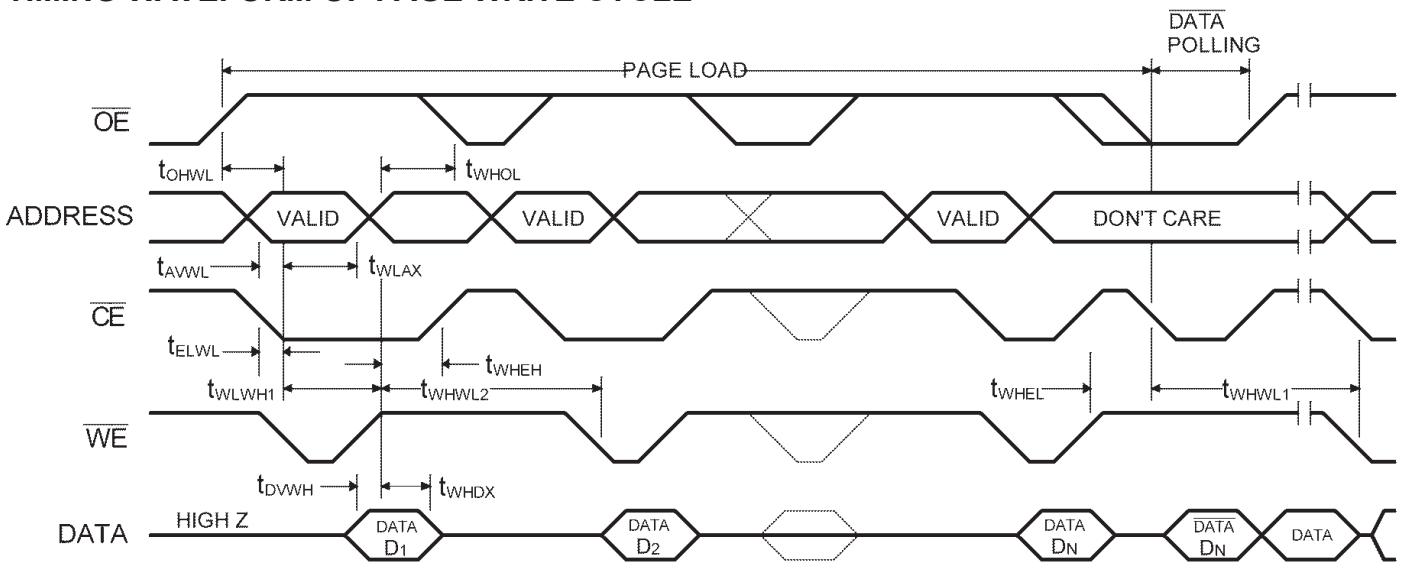 TIMING WAVEFORM OF PAGE WRITE CYCLE
DATA
POLLING
PAGE LOAD
OE
tOHWL
tWHOL
ADDRESS
VALID
VALID
VALID
DON'T CARE
tAVWL
tWLAX
CE
tELWL
tWHEH
tWLWH1
tWHWL2
tWHEL
tWHWL1
WE
tDVWH
tWHDX
DATA
HIGH Z
DATA
D1
DATA
D2
DATA
DN
DATA
DN
DATA